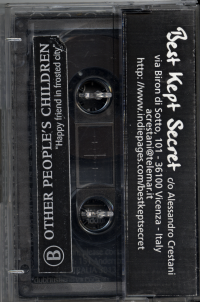 Best Kept Secret c/o Alessandro Crestani
via Biron di Sotto, 101 - 36100 Vicenza - Italy
acrestani@telemar.it
http://www.indiepages.com/bestkeptsecret
B OTHER PEOPLE'S CHILDREN
"Happy friend in frosted city"